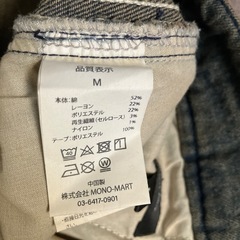 品質表示
M
本体：綿 52%
レーヨン 22%
ポリエステル 22%
再生繊維（セルロース） 3%
ナイロン 1%
テープ：ポリエステル 100%
中国製
株式会社 MONO-MART
03-6417-0901